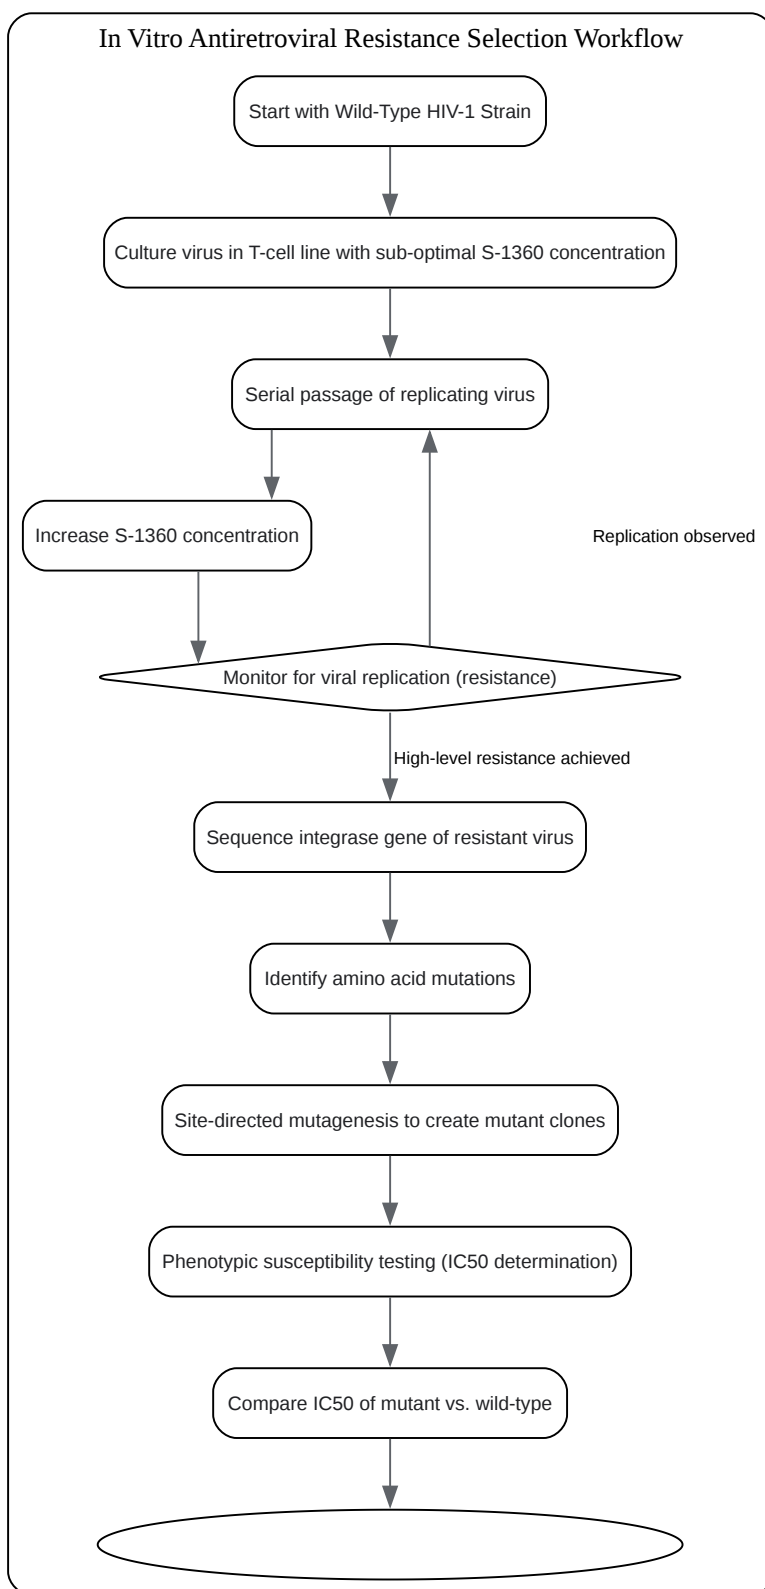 In Vitro Antiretroviral Resistance Selection Workflow
Start with Wild-Type HIV-1 Strain
Culture virus in T-cell line with sub-optimal S-1360 concentration
Serial passage of replicating virus
Increase S-1360 concentration
Replication observed
Monitor for viral replication (resistance)
High-level resistance achieved
Sequence integrase gene of resistant virus
Identify amino acid mutations
Site-directed mutagenesis to create mutant clones
Phenotypic susceptibility testing (IC50 determination)
Compare IC50 of mutant vs. wild-type